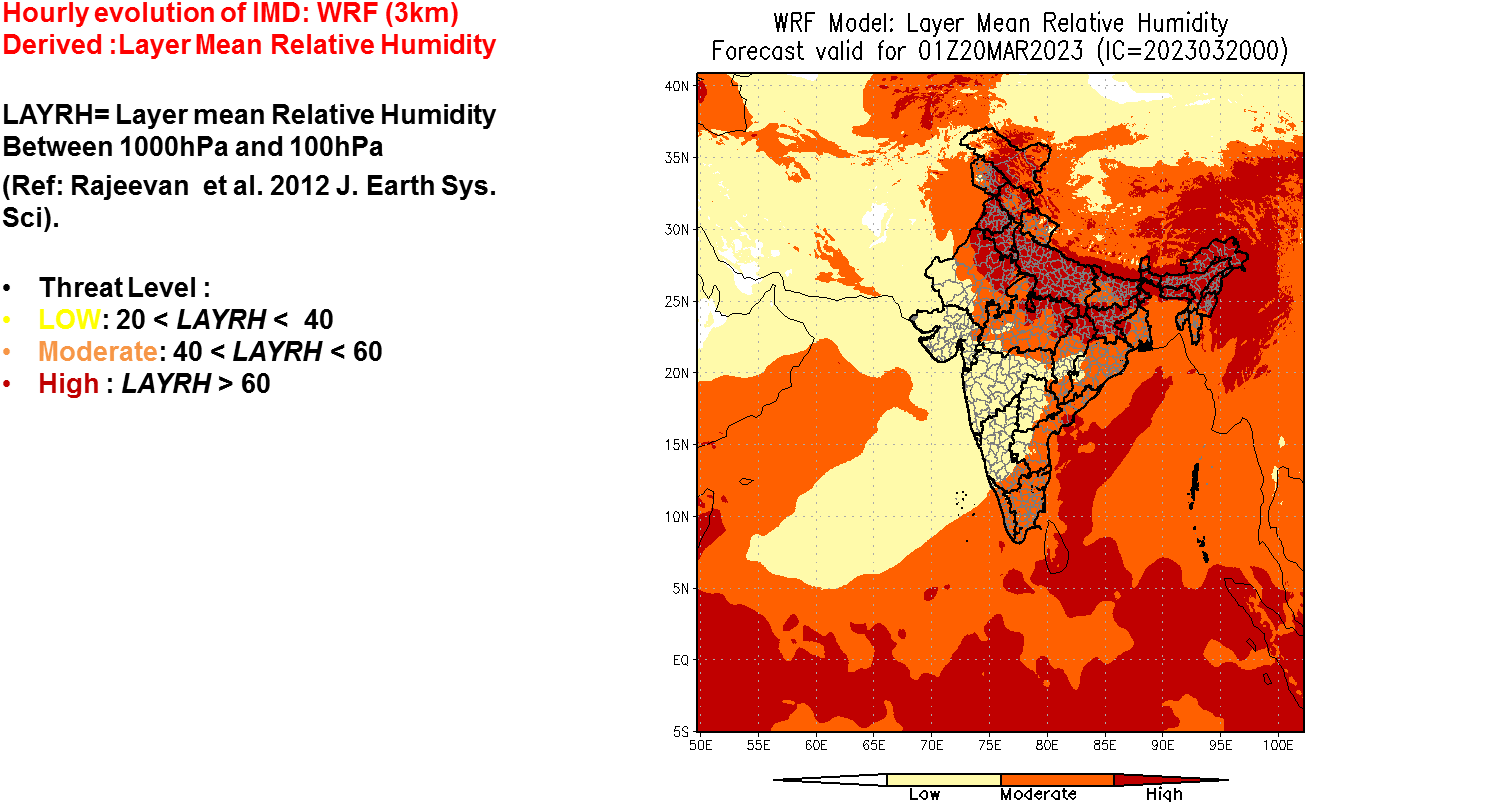 Hourly evolution of IMD: WRF (3km)
Derived :Layer Mean Relative Humidity
LAYRH= Layer mean Relative Humidity
Between 1000hPa and 100hPa
(Ref: Rajeevan et al. 2012 J. Earth Sys.
Sci).
• Threat Level :
• LOW: 20 < LAYRH < 40
• Moderate: 40 < LAYRH < 60
• High : LAYRH > 60
WRF Model: Layer Mean Relative Humidity
Forecast valid for 01Z20MAR2023 (IC=2023032000)
40N
35N
30N
25N
20N
15N
10N
5N
EQ
5S
50E 55E 60E 65E 70E 75E 80E 85E 90E 95E 100E
Low Moderate High